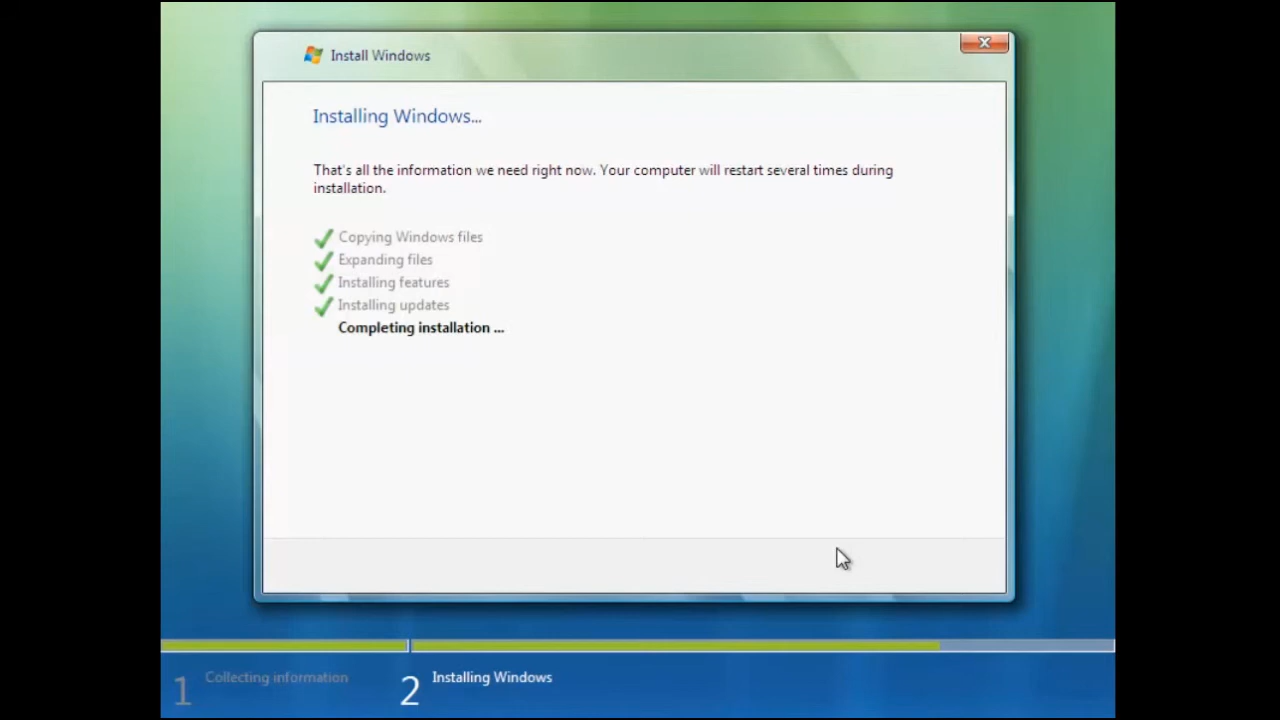 Install Windows
Installing Windows...
That's all the information we need right now. Your computer will restart several times during
installation.
Copying Windows files
Expanding files
Installing features
Installing updates
Completing installation ...
1 Collecting information
2 Installing Windows